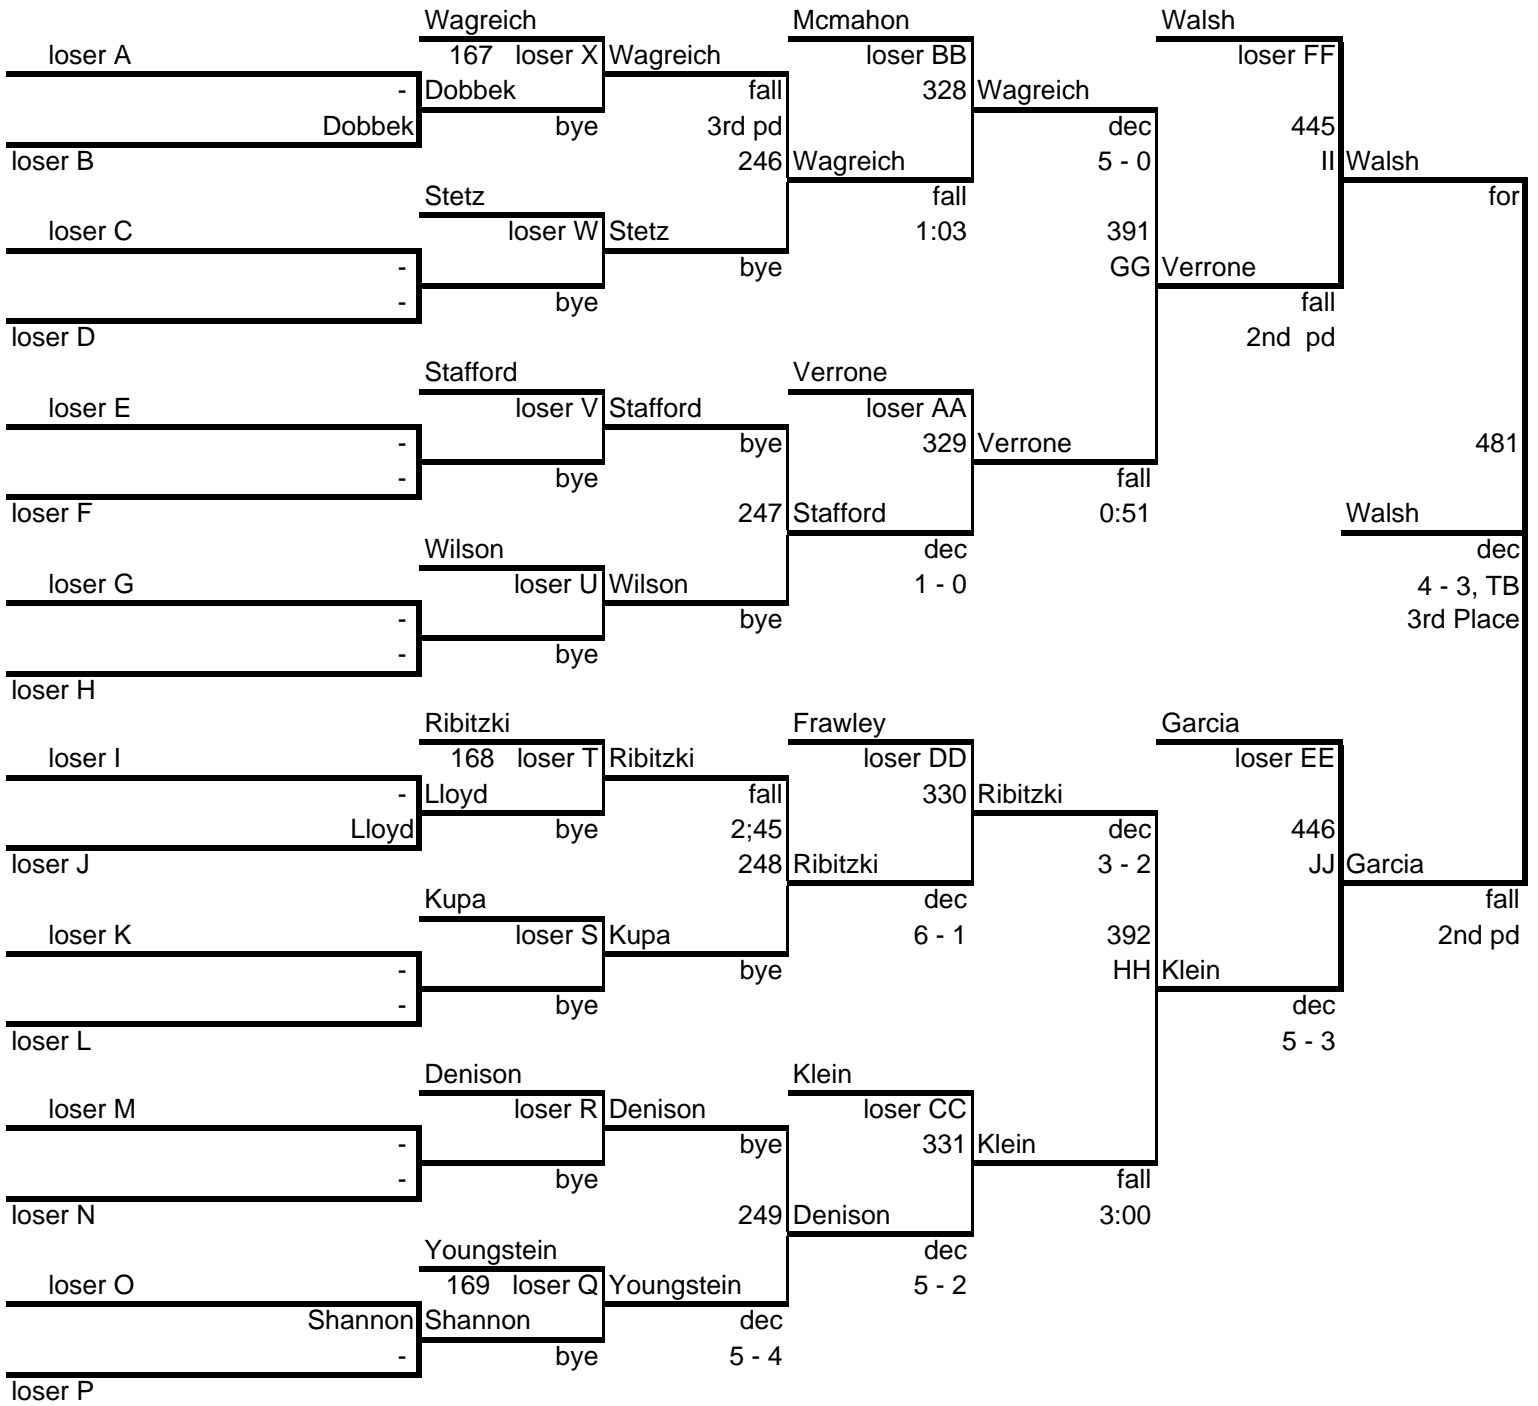 Wagreich Mcmahon Walsh
loser A 167 loser X Wagreich loser BB loser FF
- Dobbek fall 328 Wagreich
Dobbek bye 3rd pd dec 445
loser B 246 Wagreich 5 - 0 II Walsh
Stetz fall for
loser C loser W Stetz 1:03 391
- bye GG Verrone
- bye fall
loser D 2nd pd
Stafford Verrone
loser E loser V Stafford loser AA
- bye 329 Verrone 481
- bye fall
loser F 247 Stafford 0:51 Walsh
Wilson dec dec
loser G loser U Wilson 1 - 0 4 - 3, TB
- bye 3rd Place
- bye
loser H
Ribitzki Frawley Garcia
loser I 168 loser T Ribitzki loser DD loser EE
- Lloyd fall 330 Ribitzki
Lloyd bye 2;45 dec 446
loser J 248 Ribitzki 3 - 2 JJ Garcia
Kupa dec fall
loser K loser S Kupa 6 - 1 392 2nd pd
- bye HH Klein
- bye dec
loser L 5 - 3
Denison Klein
loser M loser R Denison loser CC
- bye 331 Klein
- bye fall
loser N 249 Denison 3:00
Youngstein dec
loser O 169 loser Q Youngstein 5 - 2
Shannon Shannon dec
- bye 5 - 4
loser P